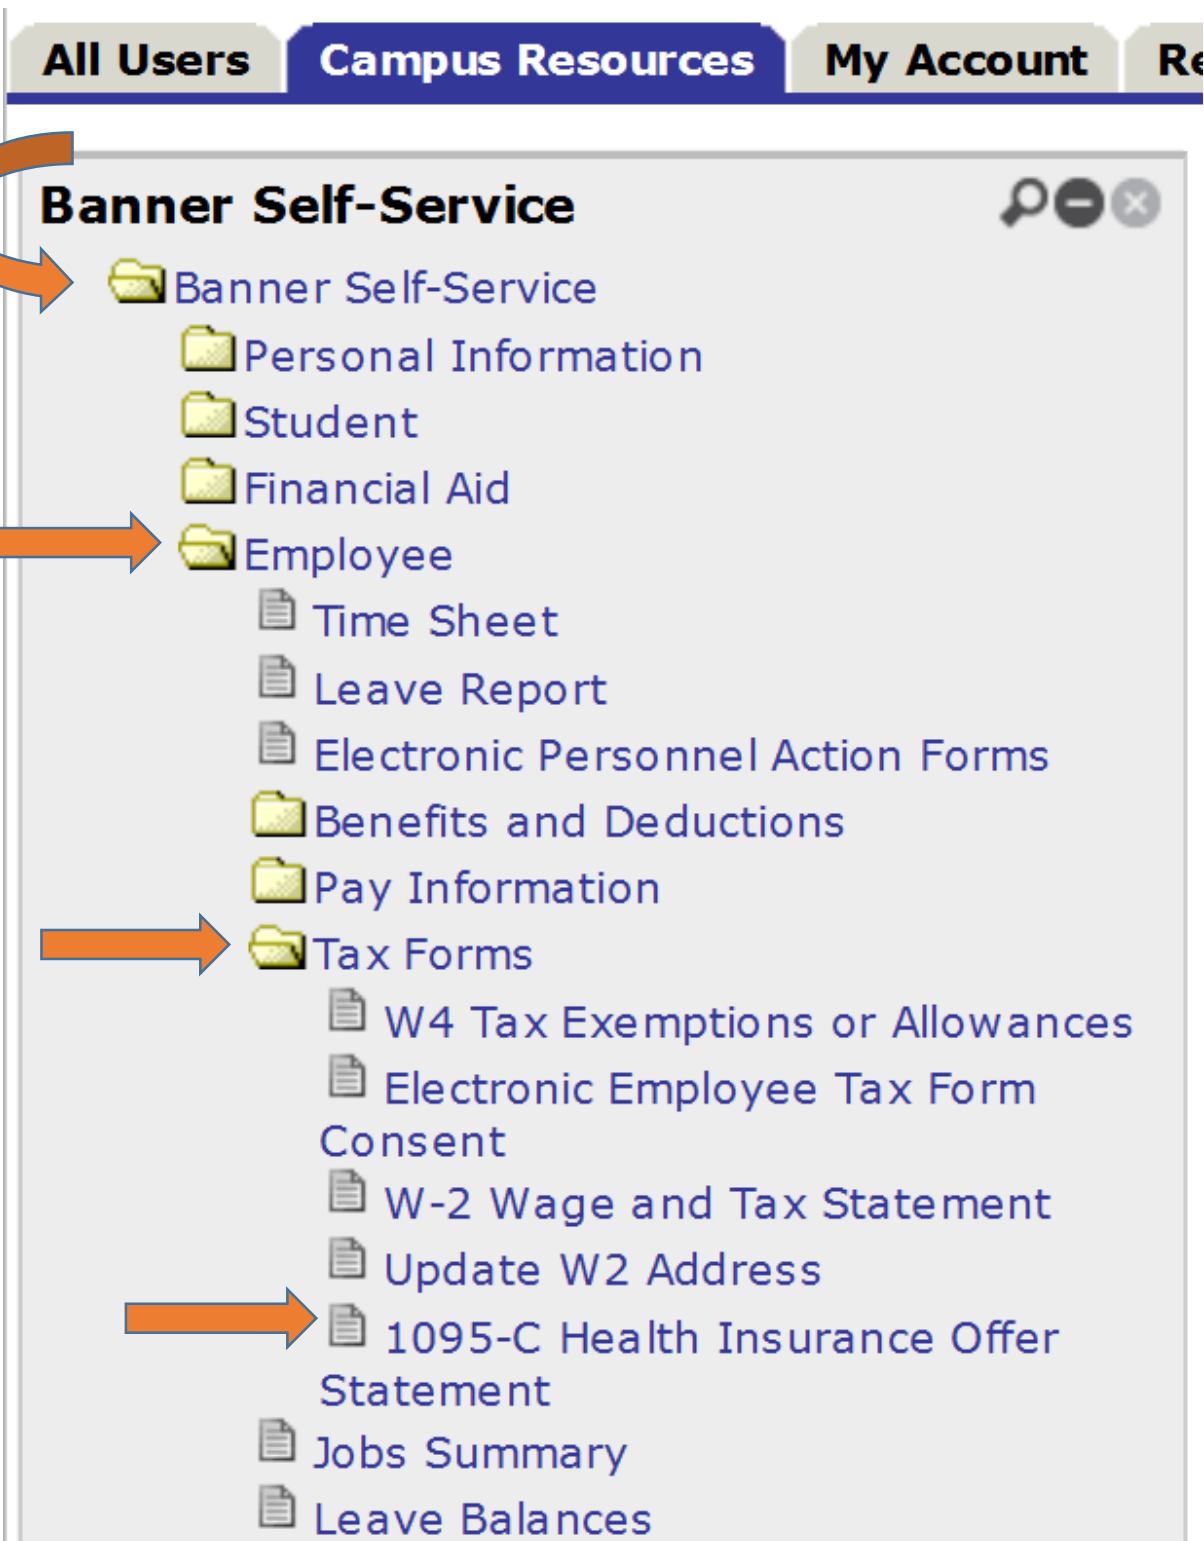 All Users Campus Resources My Account Re
Banner Self-Service
Banner Self-Service
Personal Information
Student
Financial Aid
Employee
Time Sheet
Leave Report
Electronic Personnel Action Forms
Benefits and Deductions
Pay Information
Tax Forms
W4 Tax Exemptions or Allowances
Electronic Employee Tax Form
Consent
W-2 Wage and Tax Statement
Update W2 Address
1095-C Health Insurance Offer
Statement
Jobs Summary
Leave Balances